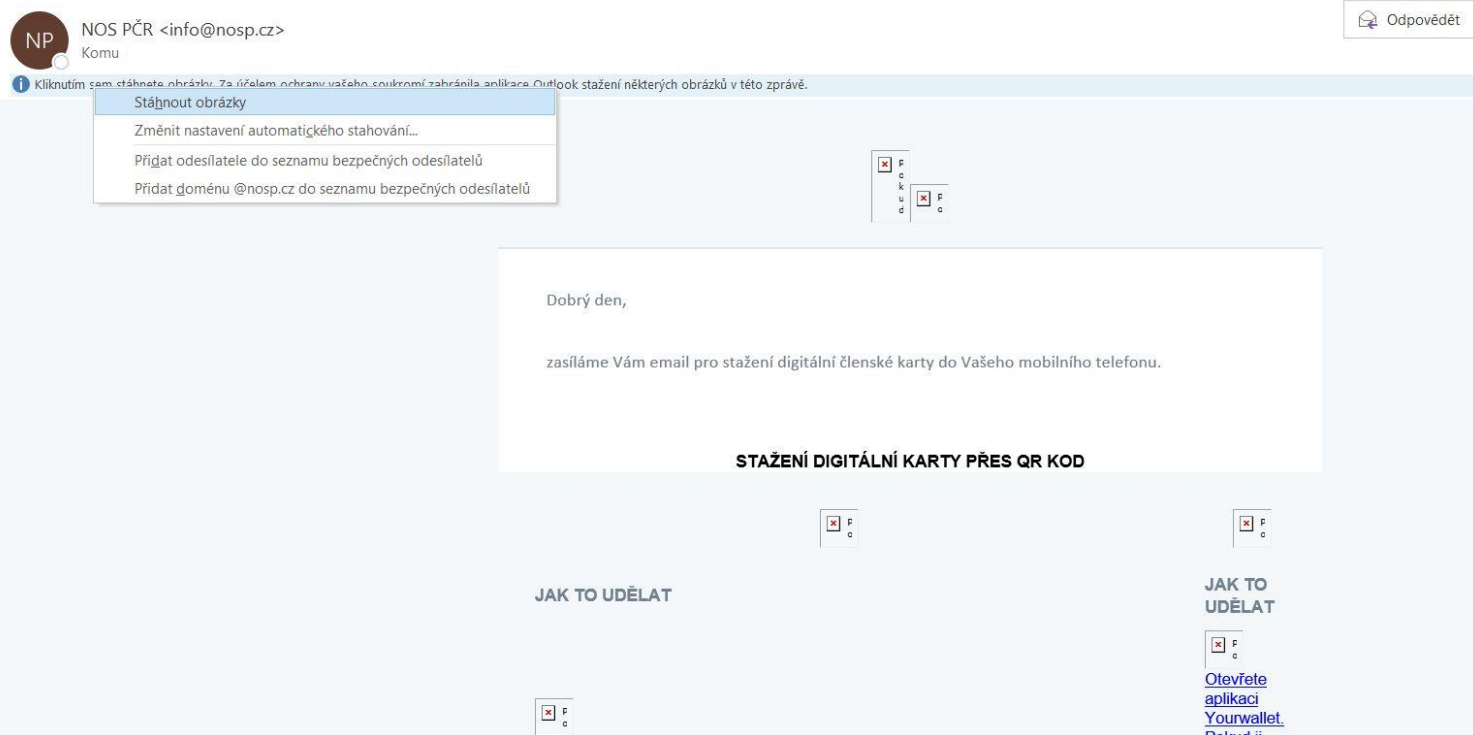 NP
NOS PČR <info@nosp.cz>
Komu
Odpovědět
Kliknutím sem stáhnete obrázky. Za účelem ochrany vašeho soukromí zabránila aplikace Outlook stažení některých obrázků v této zprávě.
Stáhnout obrázky
Změnit nastavení automatického stahování...
Přidat odesílatele do seznamu bezpečných odesílatelů
Přidat doménu @nosp.cz do seznamu bezpečných odesílatelů
Dobrý den,
zasíláme Vám email pro stažení digitální členské karty do Vašeho mobilního telefonu.
STAŽENÍ DIGITÁLNÍ KARTY PŘES QR KOD
JAK TO UDĚLAT
JAK TO
UDĚLAT
Otevřete
aplikaci
Yourwallet.